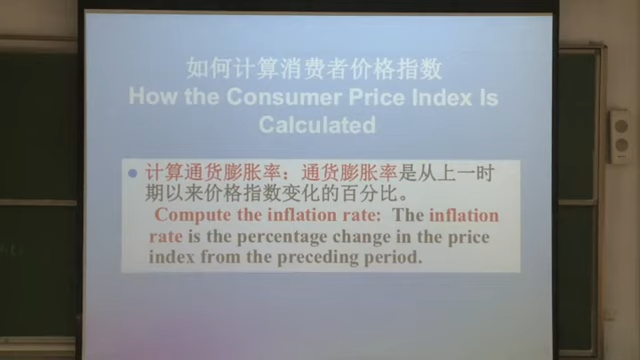 如何计算消费者价格指数
How the Consumer Price Index Is
Calculated
计算通货膨胀率：通货膨胀率是从上一时
期以来价格指数变化的百分比。
Compute the inflation rate: The inflation
rate is the percentage change in the price
index from the preceding period.